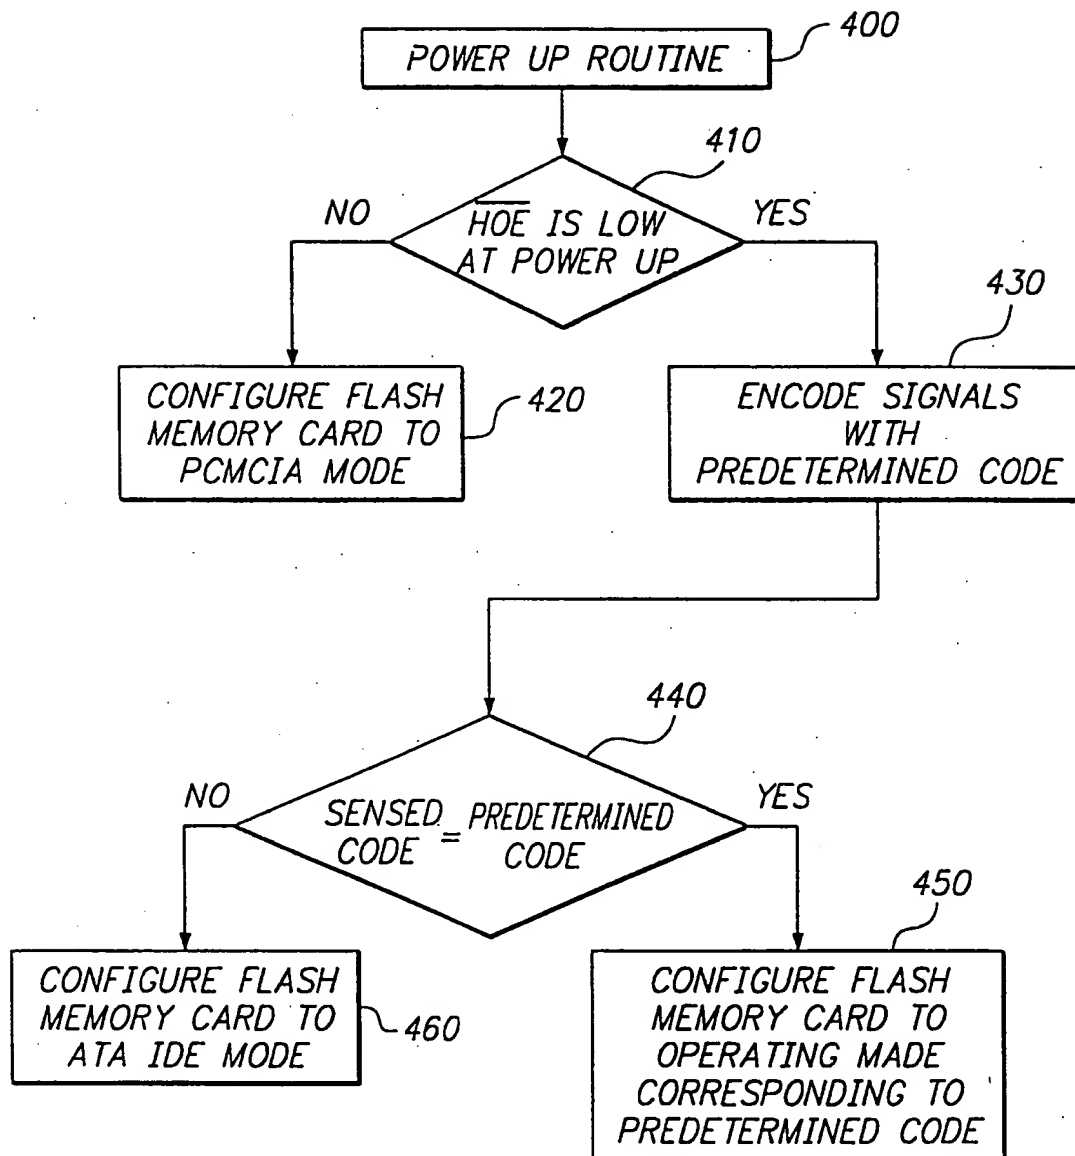 400
POWER UP ROUTINE
410
NO
YES
HOE IS LOW
AT POWER UP
430
CONFIGURE FLASH
MEMORY CARD TO
PCMCIA MODE
420
ENCODE SIGNALS
WITH
PREDETERMINED CODE
440
NO
YES
SENSED CODE = PREDETERMINED CODE
450
CONFIGURE FLASH
MEMORY CARD TO
ATA IDE MODE
460
CONFIGURE FLASH
MEMORY CARD TO
OPERATING MADE
CORRESPONDING TO
PREDETERMINED CODE